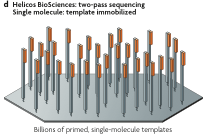 d Helicos BioSciences: two-pass sequencing
Single molecule: template immobilized
Billions of primed, single-molecule templates